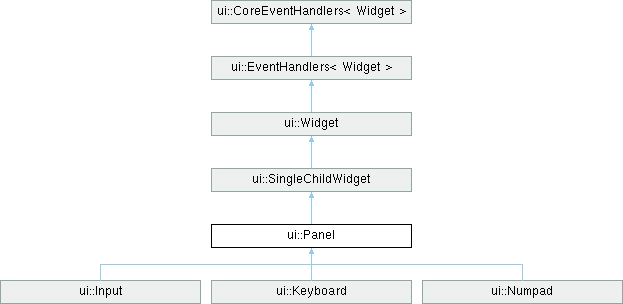 ui::CoreEventHandlers< Widget >
ui::EventHandlers< Widget >
ui::Widget
ui::SingleChildWidget
ui::Panel
ui::Input
ui::Keyboard
ui::Numpad